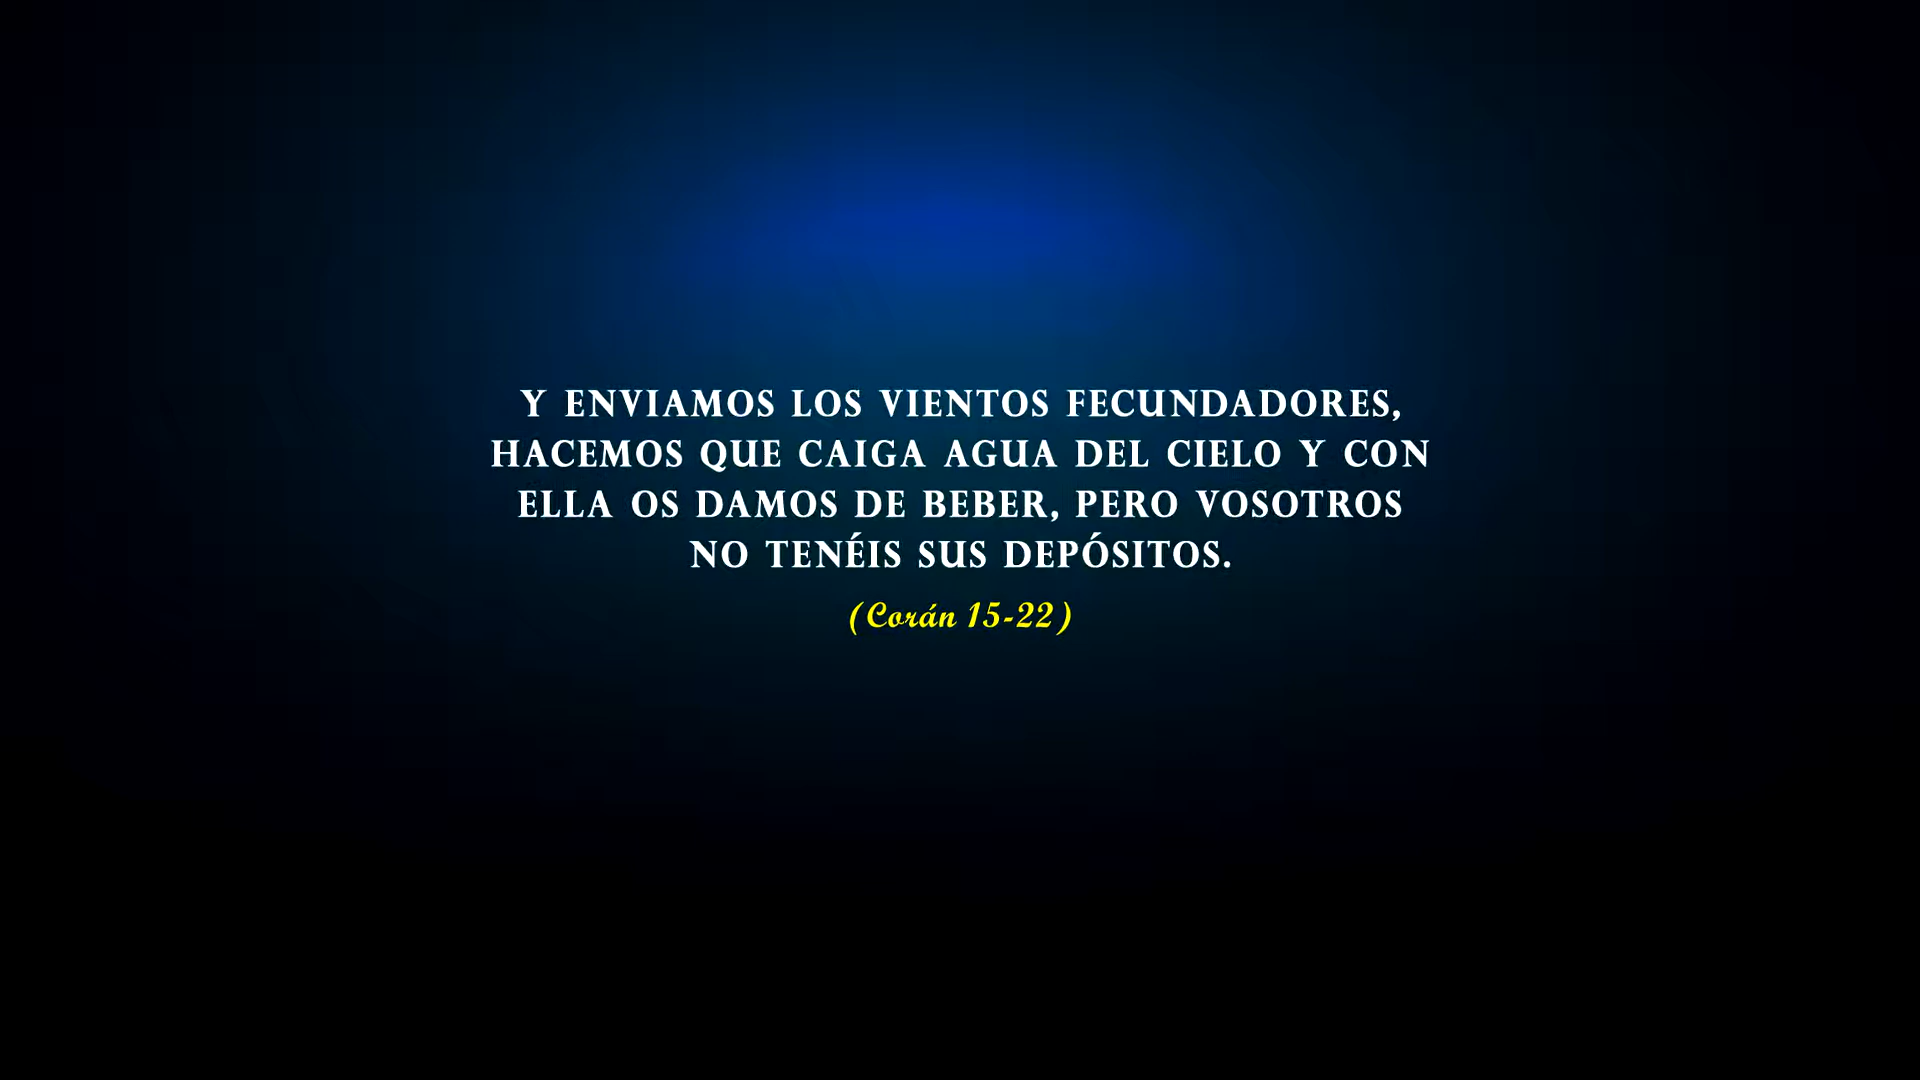 Y ENVIAMOS LOS VIENTOS FECUNDADORES,
HACEMOS QUE CAIGA AGUA DEL CIELO Y CON
ELLA OS DAMOS DE BEBER, PERO VOSOTROS
NO TENÉIS SUS DEPÓSITOS.
(Corán 15-22)